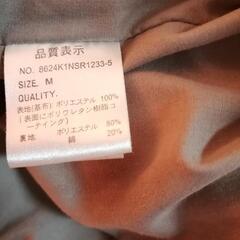 品質表示
NO. 8624K1NSR1233-5
SIZE. M
QUALITY.
表地(基布) ポリエステル 100%
(表面にポリウレタン樹脂コ
ーティング)
ポリエステル 80%
裏地: 綿 20%